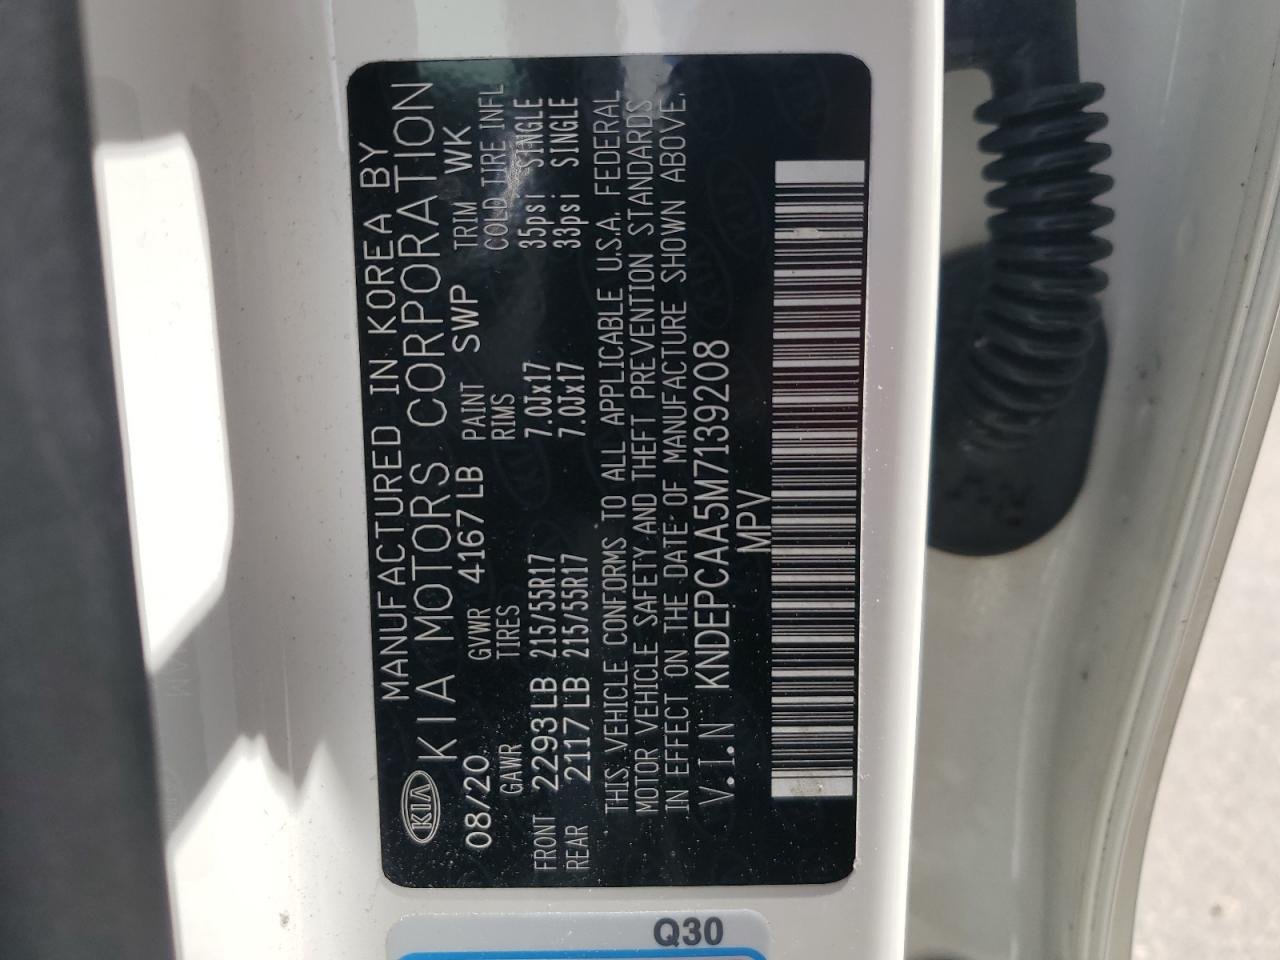 MANUFACTURED IN KOREA BY
KIA KIA MOTORS CORPORATION
08/20 GVWR 4167 LB PAINT SWP TRIM WK
GAWR TIRES RIMS COLD TIRE INFL
FRONT 2293 LB 215/55R17 7.0Jx17 35psi SINGLE
REAR 2117 LB 215/55R17 7.0Jx17 33psi SINGLE
THIS VEHICLE CONFORMS TO ALL APPLICABLE U.S.A. FEDERAL
MOTOR VEHICLE SAFETY AND THEFT PREVENTION STANDARDS
IN EFFECT ON THE DATE OF MANUFACTURE SHOWN ABOVE.
V.I.N KNDEPCAA5M7139208
MPV
Q30